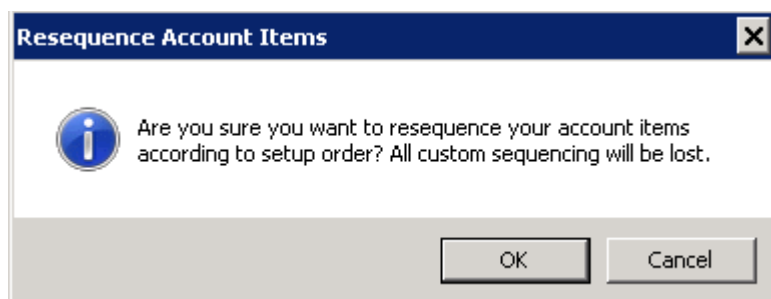 Resequence Account Items
Are you sure you want to resequence your account items
according to setup order? All custom sequencing will be lost.
OK
Cancel